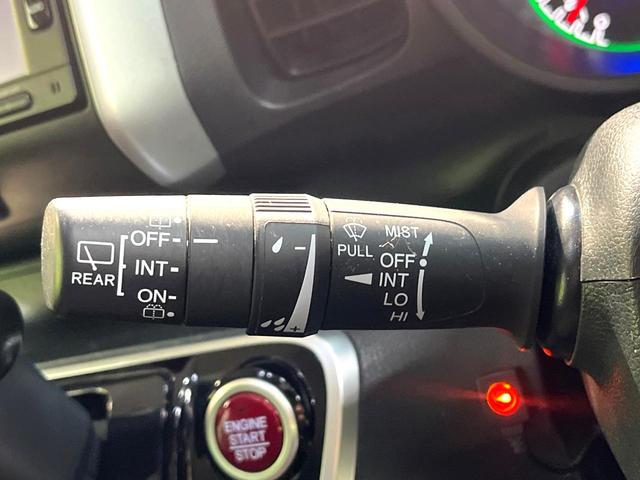 OFF
INT
ON
REAR
-
+
PULL
MIST
OFF
INT
LO
HI
ENGINE
START
STOP